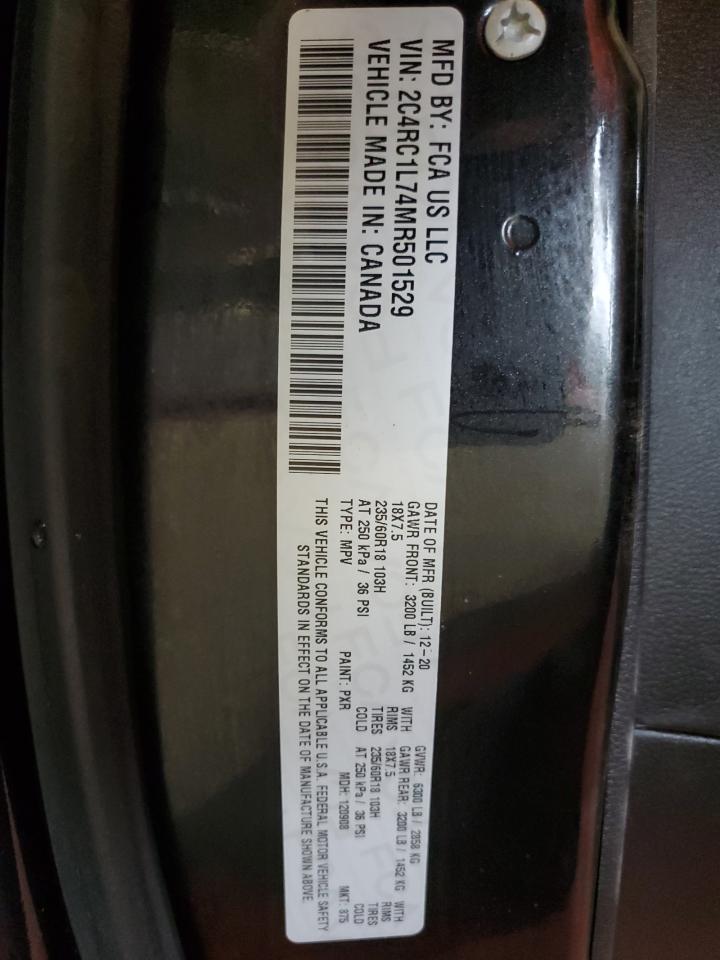 MFD BY: FCA US LLC
VIN: 2C4RC1L74MR501529
VEHICLE MADE IN: CANADA
DATE OF MFR (BUILT): 12-20 GVWR: 6300 LB / 2858 KG
GAWR FRONT: 3200 LB / 1452 KG WITH GAWR REAR: 3200 LB / 1452 KG WITH
18X7.5 RIMS 18X7.5 RIMS
235/60R18 103H TIRES 235/60R18 103H TIRES
AT 250 kPa / 36 PSI COLD AT 250 kPa / 36 PSI COLD
TYPE: MPV PAINT: PXR MDH: 120908 MKT: 875
THIS VEHICLE CONFORMS TO ALL APPLICABLE U.S.A. FEDERAL MOTOR VEHICLE SAFETY
STANDARDS IN EFFECT ON THE DATE OF MANUFACTURE SHOWN ABOVE.